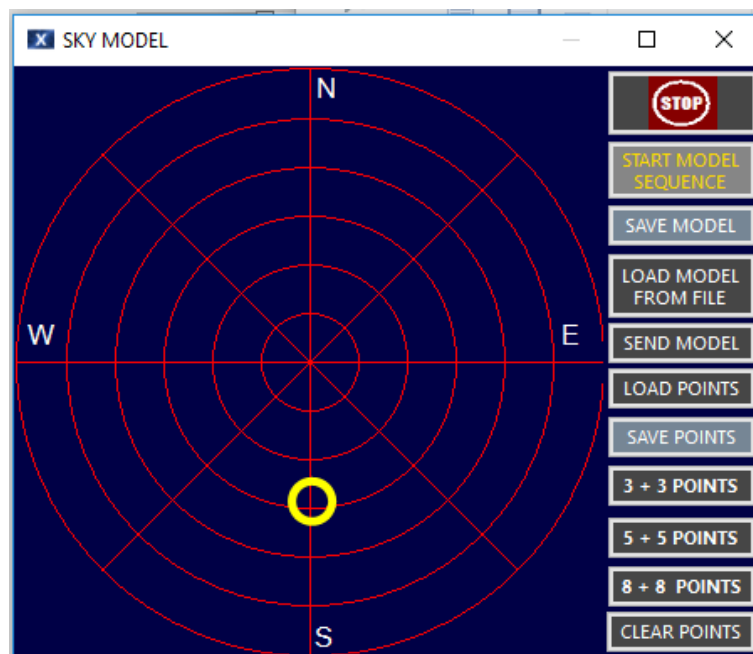 SKY MODEL
N
W
E
S
STOP
START MODEL
SEQUENCE
SAVE MODEL
LOAD MODEL
FROM FILE
SEND MODEL
LOAD POINTS
SAVE POINTS
3 + 3 POINTS
5 + 5 POINTS
8 + 8 POINTS
CLEAR POINTS